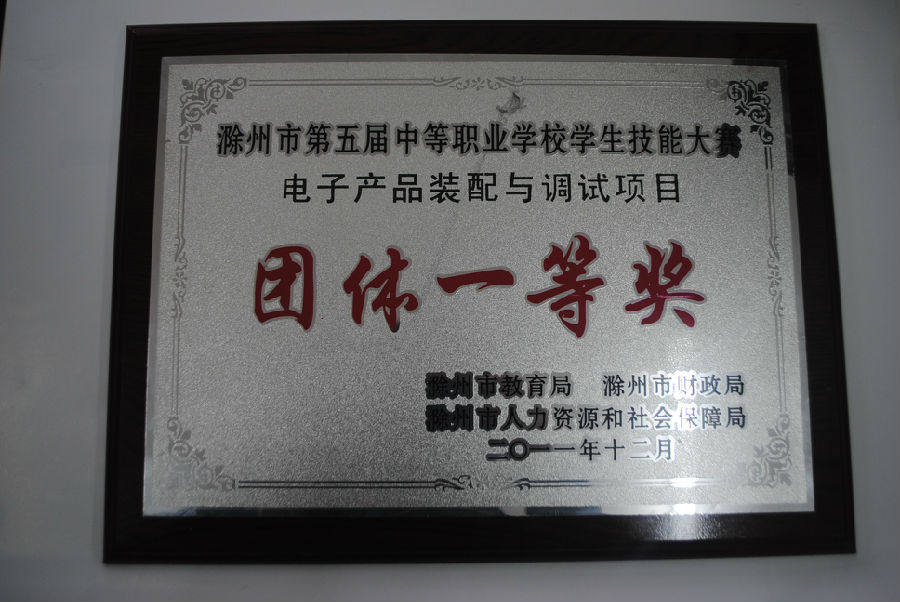 滁州市第五届中等职业学校学生技能大赛
电子产品装配与调试项目
团体一等奖
滁州市教育局 滁州市财政局
滁州市人力资源和社会保障局
二〇一一年十二月